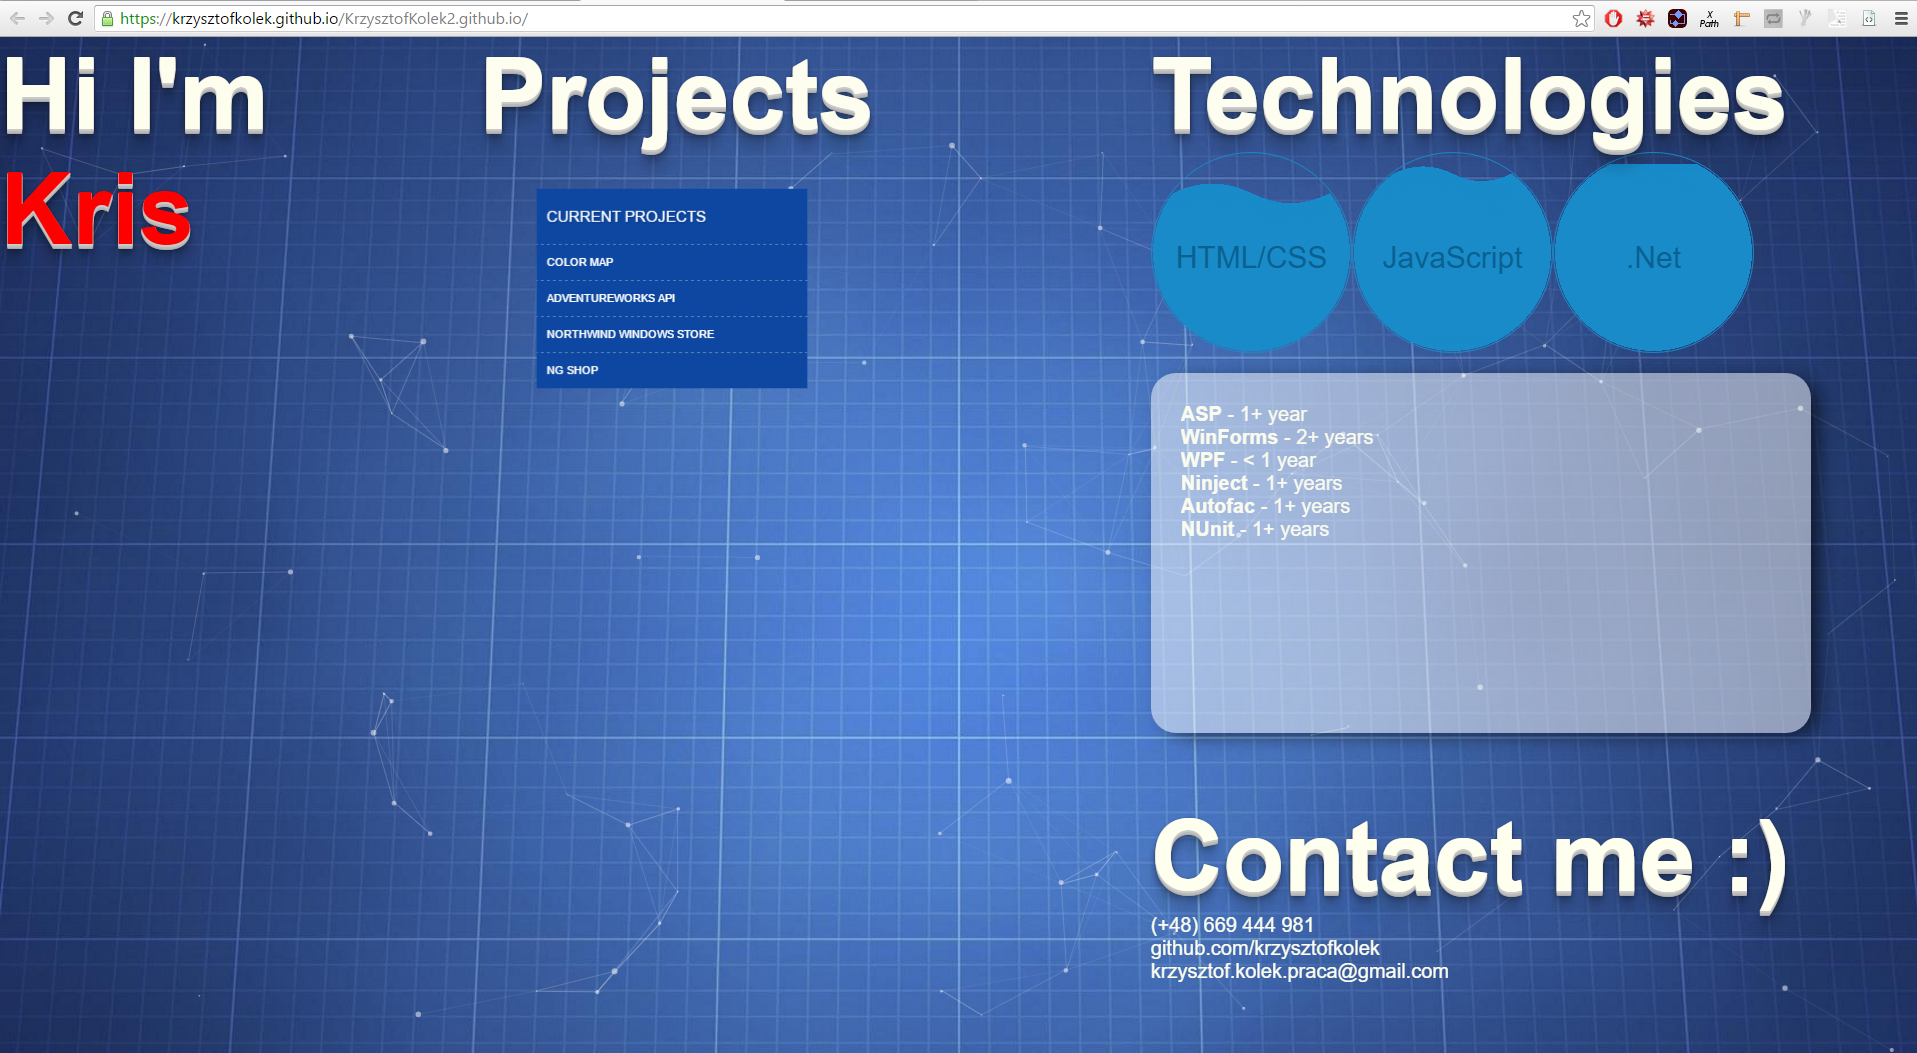 https://krzysztofkolek.github.io/KrzysztofKolek2.github.io/
X
Path
Hi I'm
Kris
Projects
CURRENT PROJECTS
COLOR MAP
ADVENTUREWORKS API
NORTHWIND WINDOWS STORE
NG SHOP
Technologies
HTML/CSS
JavaScript
.Net
ASP - 1+ year
WinForms - 2+ years
WPF - < 1 year
Ninject - 1+ years
Autofac - 1+ years
NUnit - 1+ years
Contact me :)
(+48) 669 444 981
github.com/krzysztofkolek
krzysztof.kolek.praca@gmail.com